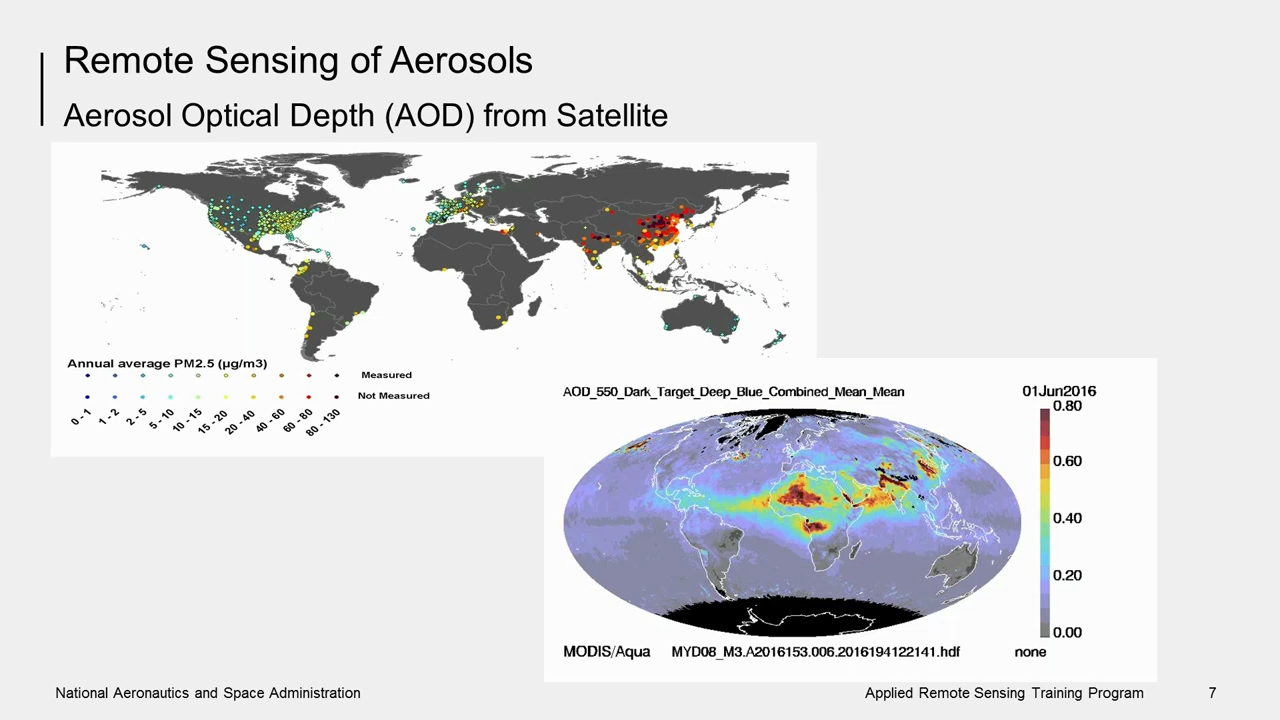 Remote Sensing of Aerosols
Aerosol Optical Depth (AOD) from Satellite
Annual average PM2.5 (µg/m3)
Measured
Not Measured
0 - 1
1 - 2
2 - 5
5 - 10
10 - 15
15 - 20
20 - 40
40 - 60
60 - 80
80 - 130
AOD_550_Dark_Target_Deep_Blue_Combined_Mean_Mean
01Jun2016
0.80
0.60
0.40
0.20
0.00
MODIS/Aqua MYD08_M3.A2016153.006.2016194122141.hdf none
National Aeronautics and Space Administration
Applied Remote Sensing Training Program 7